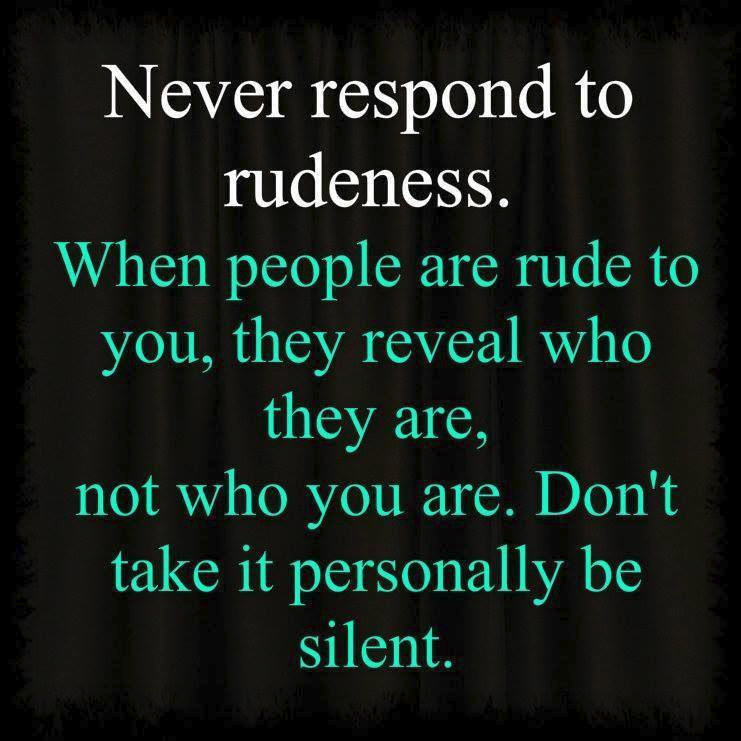 Never respond to
rudeness.
When people are rude to
you, they reveal who
they are,
not who you are. Don't
take it personally be
silent.